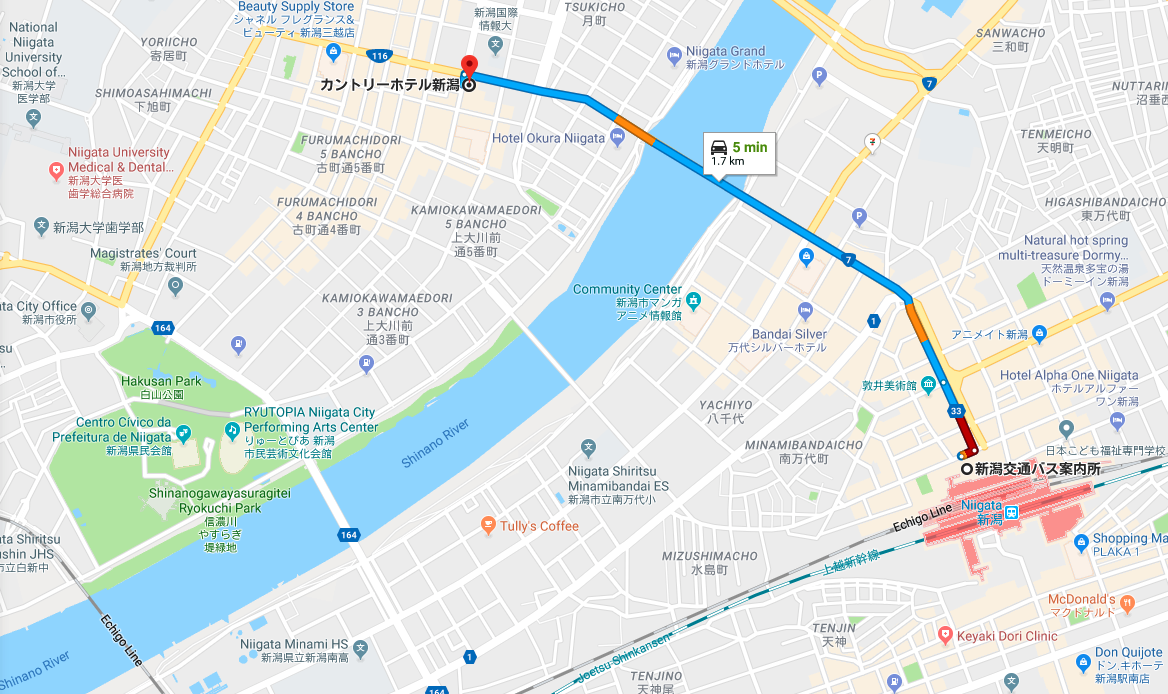 Beauty Supply Store
シャネル フレグランス&
ビューティ 新潟三越店
新潟国際
情報大
TSUKICHO
月町
National
Niigata
University
School of...
新潟大学
医学部
YORIICHO
寄居町
116
SANWACHO
三和町
Niigata Grand
新潟グランドホテル
P
7
カントリーホテル新潟
SHIMOASAHIMACHI
下旭町
NUTTARI
沼垂西
FURUMACHIDORI
5 BANCHO
古町通5番町
Hotel Okura Niigata
5 min
1.7 km
TENMEICHO
天明町
Niigata University
Medical & Dental...
新潟大学医
歯学総合病院
FURUMACHIDORI
4 BANCHO
古町通4番町
KAMIOKAWAMAEDORI
5 BANCHO
上大川前
通5番町
P
HIGASHIBANDAICHO
東万代町
新潟大学歯学部
Magistrates' Court
新潟地方裁判所
7
Natural hot spring
multi-treasure Dormy...
天然温泉多宝の湯
ドーミーイン新潟
Community Center
新潟市マンガ
アニメ情報館
ata City Office
新潟市役所
KAMIOKAWAMAEDORI
3 BANCHO
上大川前
通3番町
164
1
Bandai Silver
万代シルバーホテル
アニメイト新潟
Hakusan Park
白山公園
敦井美術館
Hotel Alpha One Niigata
ホテルアルファー
ワン新潟
YACHIYO
八千代
33
Centro Cívico da
Prefeitura de Niigata
新潟県民会館
RYUTOPIA Niigata City
Performing Arts Center
りゅーとぴあ 新潟
市民芸術文化会館
Shinano River
MINAMIBANDAICHO
南万代町
日本こども福祉専門学校
新潟交通バス案内所
Niigata Shiritsu
Minamibandai ES
新潟市立南万代小
Shinanogawayasuragitei
Ryokuchi Park
信濃川
やすらぎ
堤緑地
Niigata
新潟
Echigo Line
Tully's Coffee
164
ata Shiritsu
ushin JHS
市立白新中
Shopping Ma
PLAKA 1
MIZUSHIMACHO
水島町
上越新幹線
McDonald's
マクドナルド
Echigo Line
TENJIN
天神
Keyaki Dori Clinic
Niigata Minami HS
新潟県立新潟南高
1
Joetsu Shinkansen
Don Quijote
ドン.キホーテ
新潟駅南店
Shinano River
TENJINO
天神尾
164